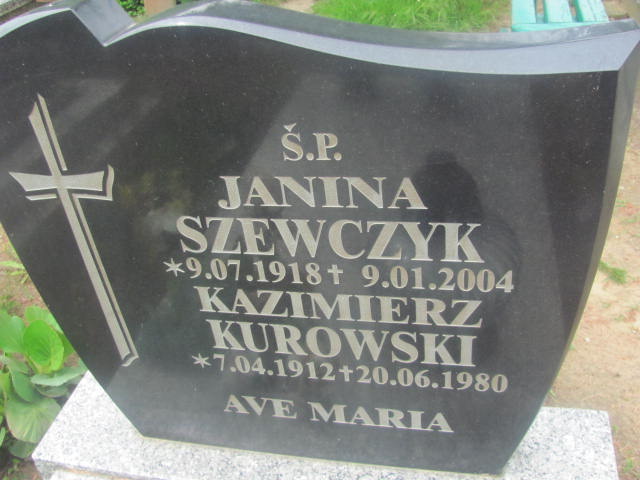 Š.P.
JANINA
SZEWCZYK
*9.07.1918✝ 9.01.2004
KAZIMIERZ
KUROWSKI
*7.04.1912✝20.06.1980
AVE MARIA